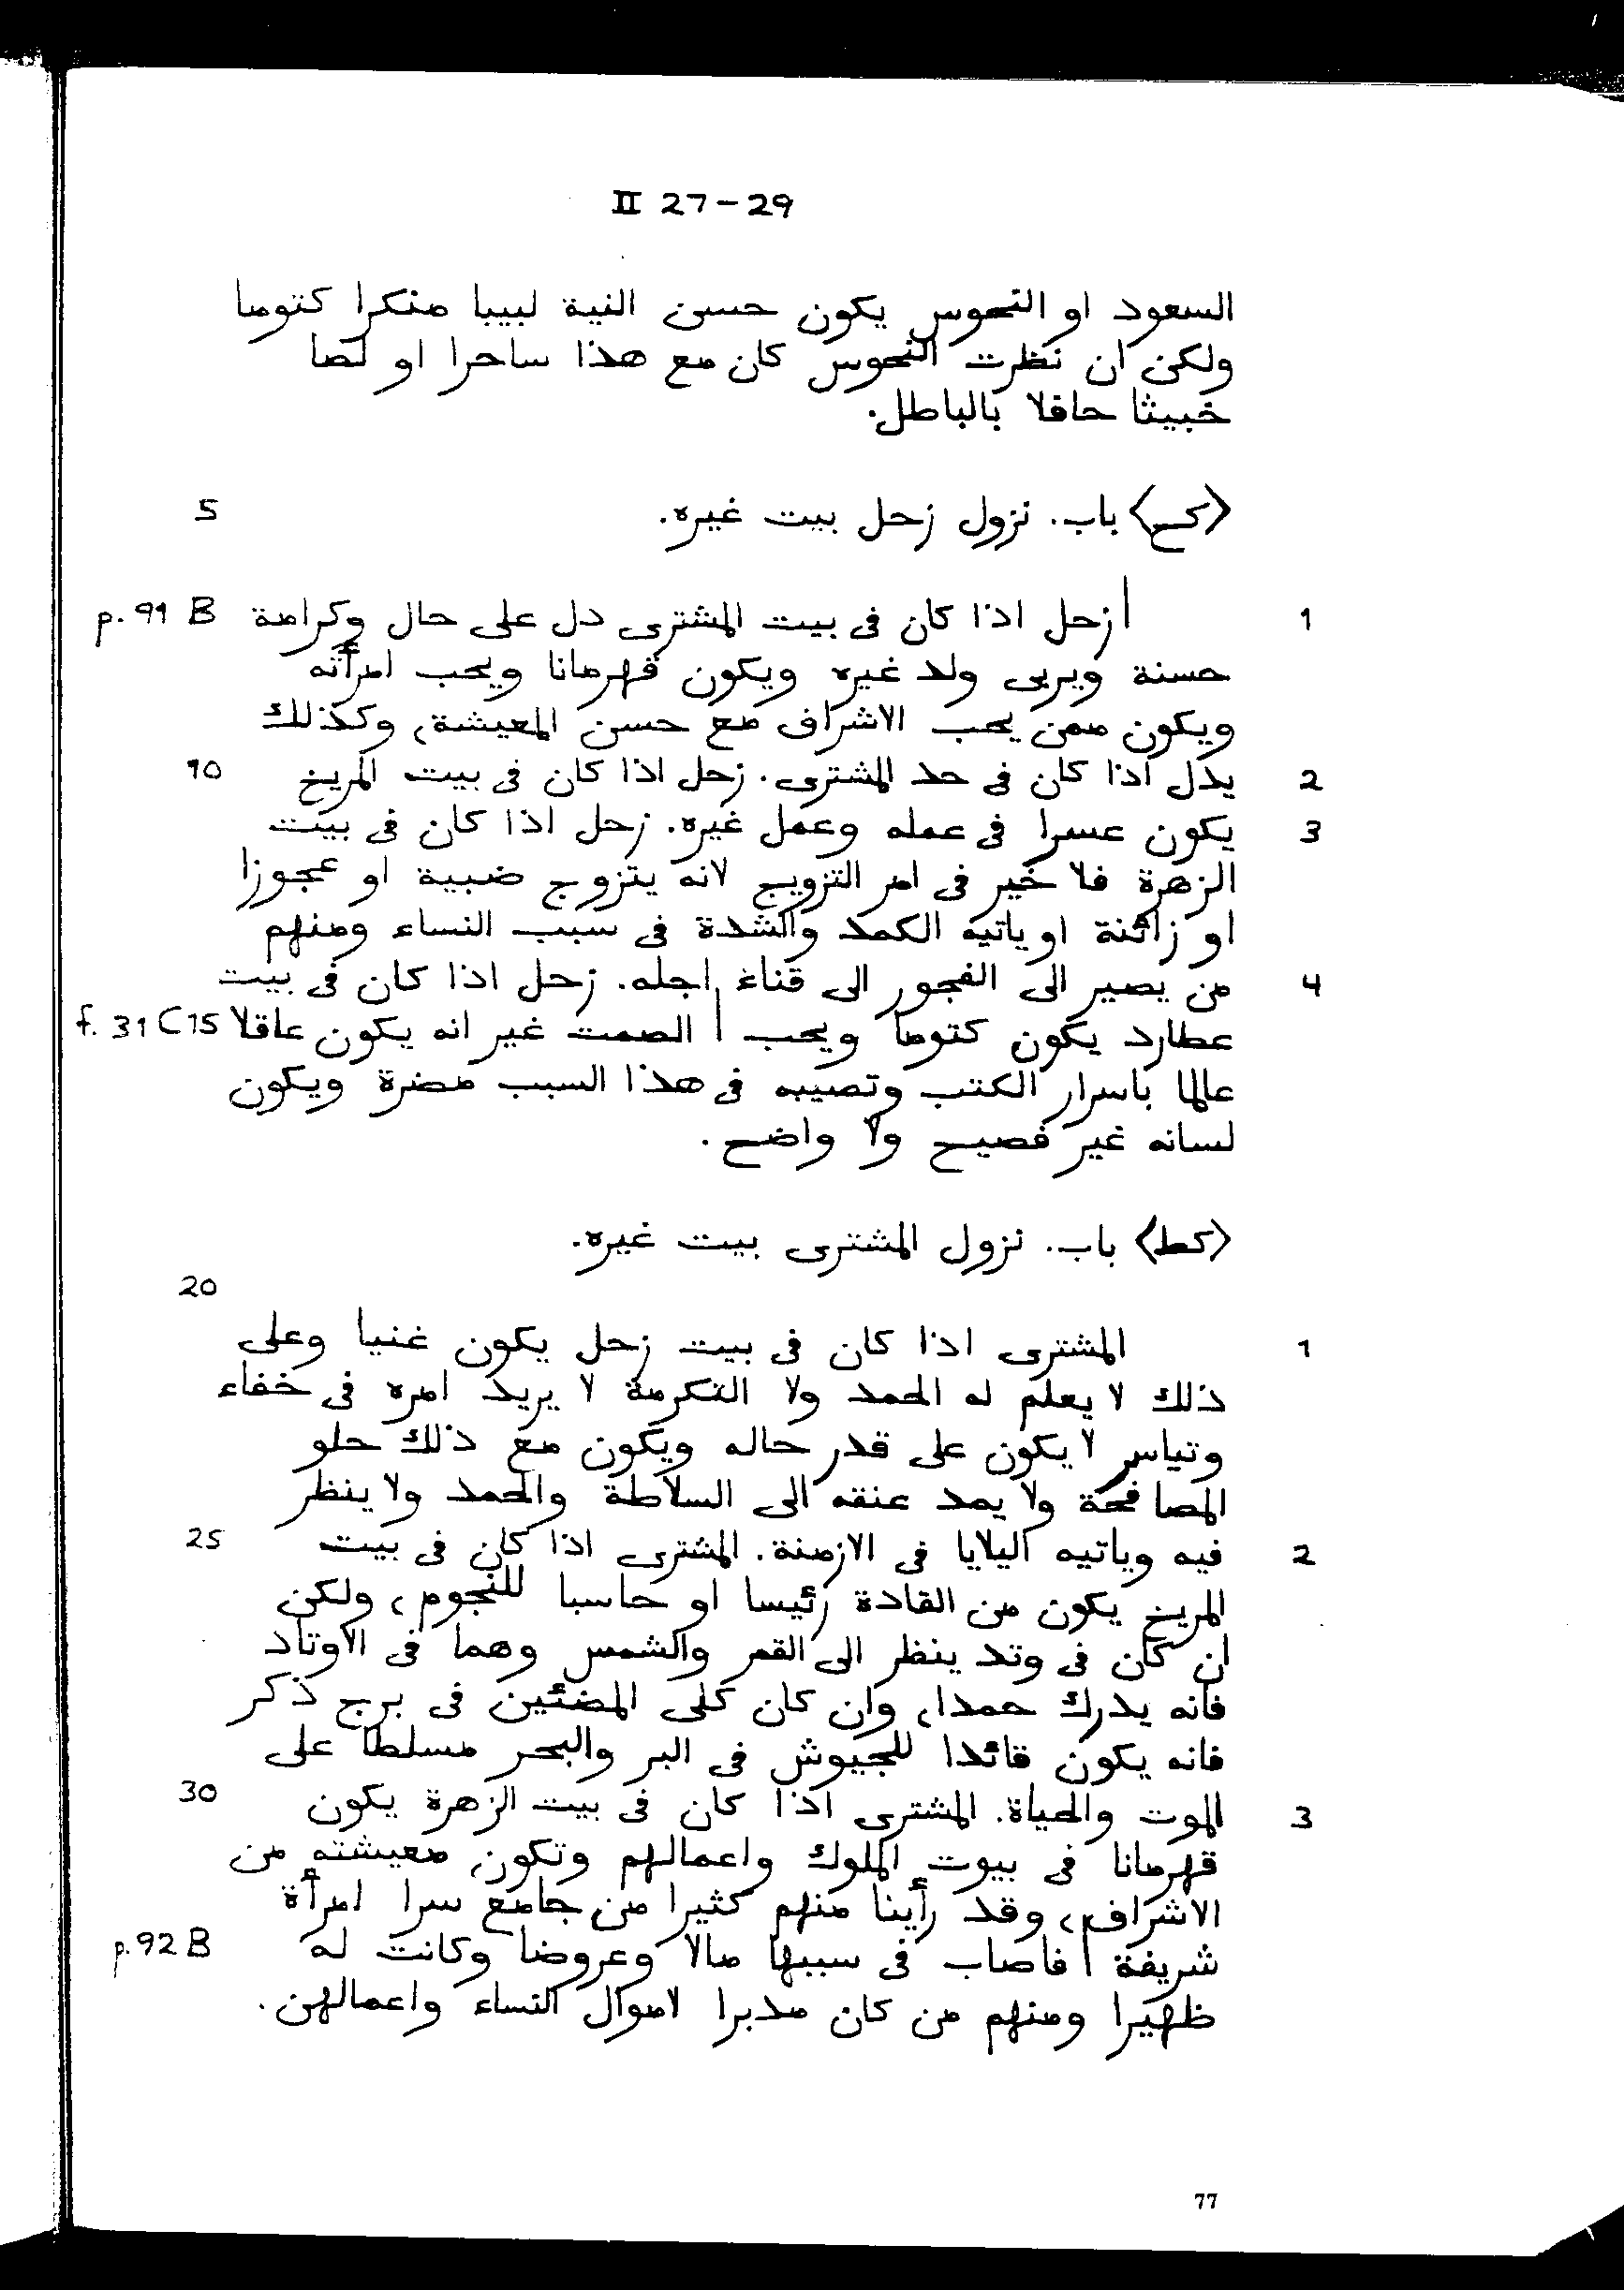 II 27-29
السعود او النحوس يكون حسن النية لبيبا منكرا كتوما
ولكن ان نظرت النحوس كان مع هذا ساحرا او لصا
خبيثا حافلا بالباطل.
5 〈كح〉 باب. نزول زحل بيت غيره.
1 | زحل اذا كان فى بيت المشترى دل على حال وكرامة p. 91 B
حسنة ويربى ولد غيره ويكون قهرمانا ويحب امرأته
ويكون ممن يحب الاشراف مع حسن المعيشة، وكذلك
2 يدل اذا كان فى حد المشترى. زحل اذا كان فى بيت المريخ 10
3 يكون عسرا فى عمله وعمل غيره. زحل اذا كان فى بيت
الزهرة فلا خير فى امر التزويج لانه يتزوج ضبية او عجوزا
او زائنة او ياتيه الكمد والشدة فى سبب النساء ومنهم
4 من يصير الى الفجور الى قناء اجله. زحل اذا كان فى بيت
عطارد يكون كتوما ويحب | الصمت غير انه يكون عاقلا f. 31 C 15
عالما باسرار الكتب وتصيبه فى هذا السبب مضرة ويكون
لسانه غير فصيح ولا واضح.
〈كط〉 باب. نزول المشترى بيت غيره.
20
1 المشترى اذا كان فى بيت زحل يكون غنيا وعلى
ذلك لا يعلم له الحمد ولا التكرمة لا يريد امره فى خفاء
وتياس لا يكون على قدر حاله ويكون مع ذلك حلو
المصافحة ولا يمد عنقه الى السلاطة والحمد ولا ينظر
2 فيه وياتيه اليلايا فى الازمنة. المشترى اذا كان فى بيت 25
المريخ يكون من القادة رئيسا او حاسبا للنجوم، ولكن
ان كان فى وتد ينظر الى القمر والشمس وهما فى الاوتاد
فانه يدرك حمدا، وان كان كلى المضئين فى برج ذكر
فانه يكون قائدا للجيوش فى البر والبحر مسلطا على
3 الموت والحياة. المشترى اذا كان فى بيت الزهرة يكون 30
قهرمانا فى بيوت الملوك واعمالهم وتكون معيشته من
الاشراف، وقد رأينا منهم كثيرا من جامع سرا امرأة
شريفة | فاصاب فى سببها مالا وعروضا وكانت له p. 92 B
ظهيرا ومنهم من كان مدبرا لاموال النساء واعمالهن.
77